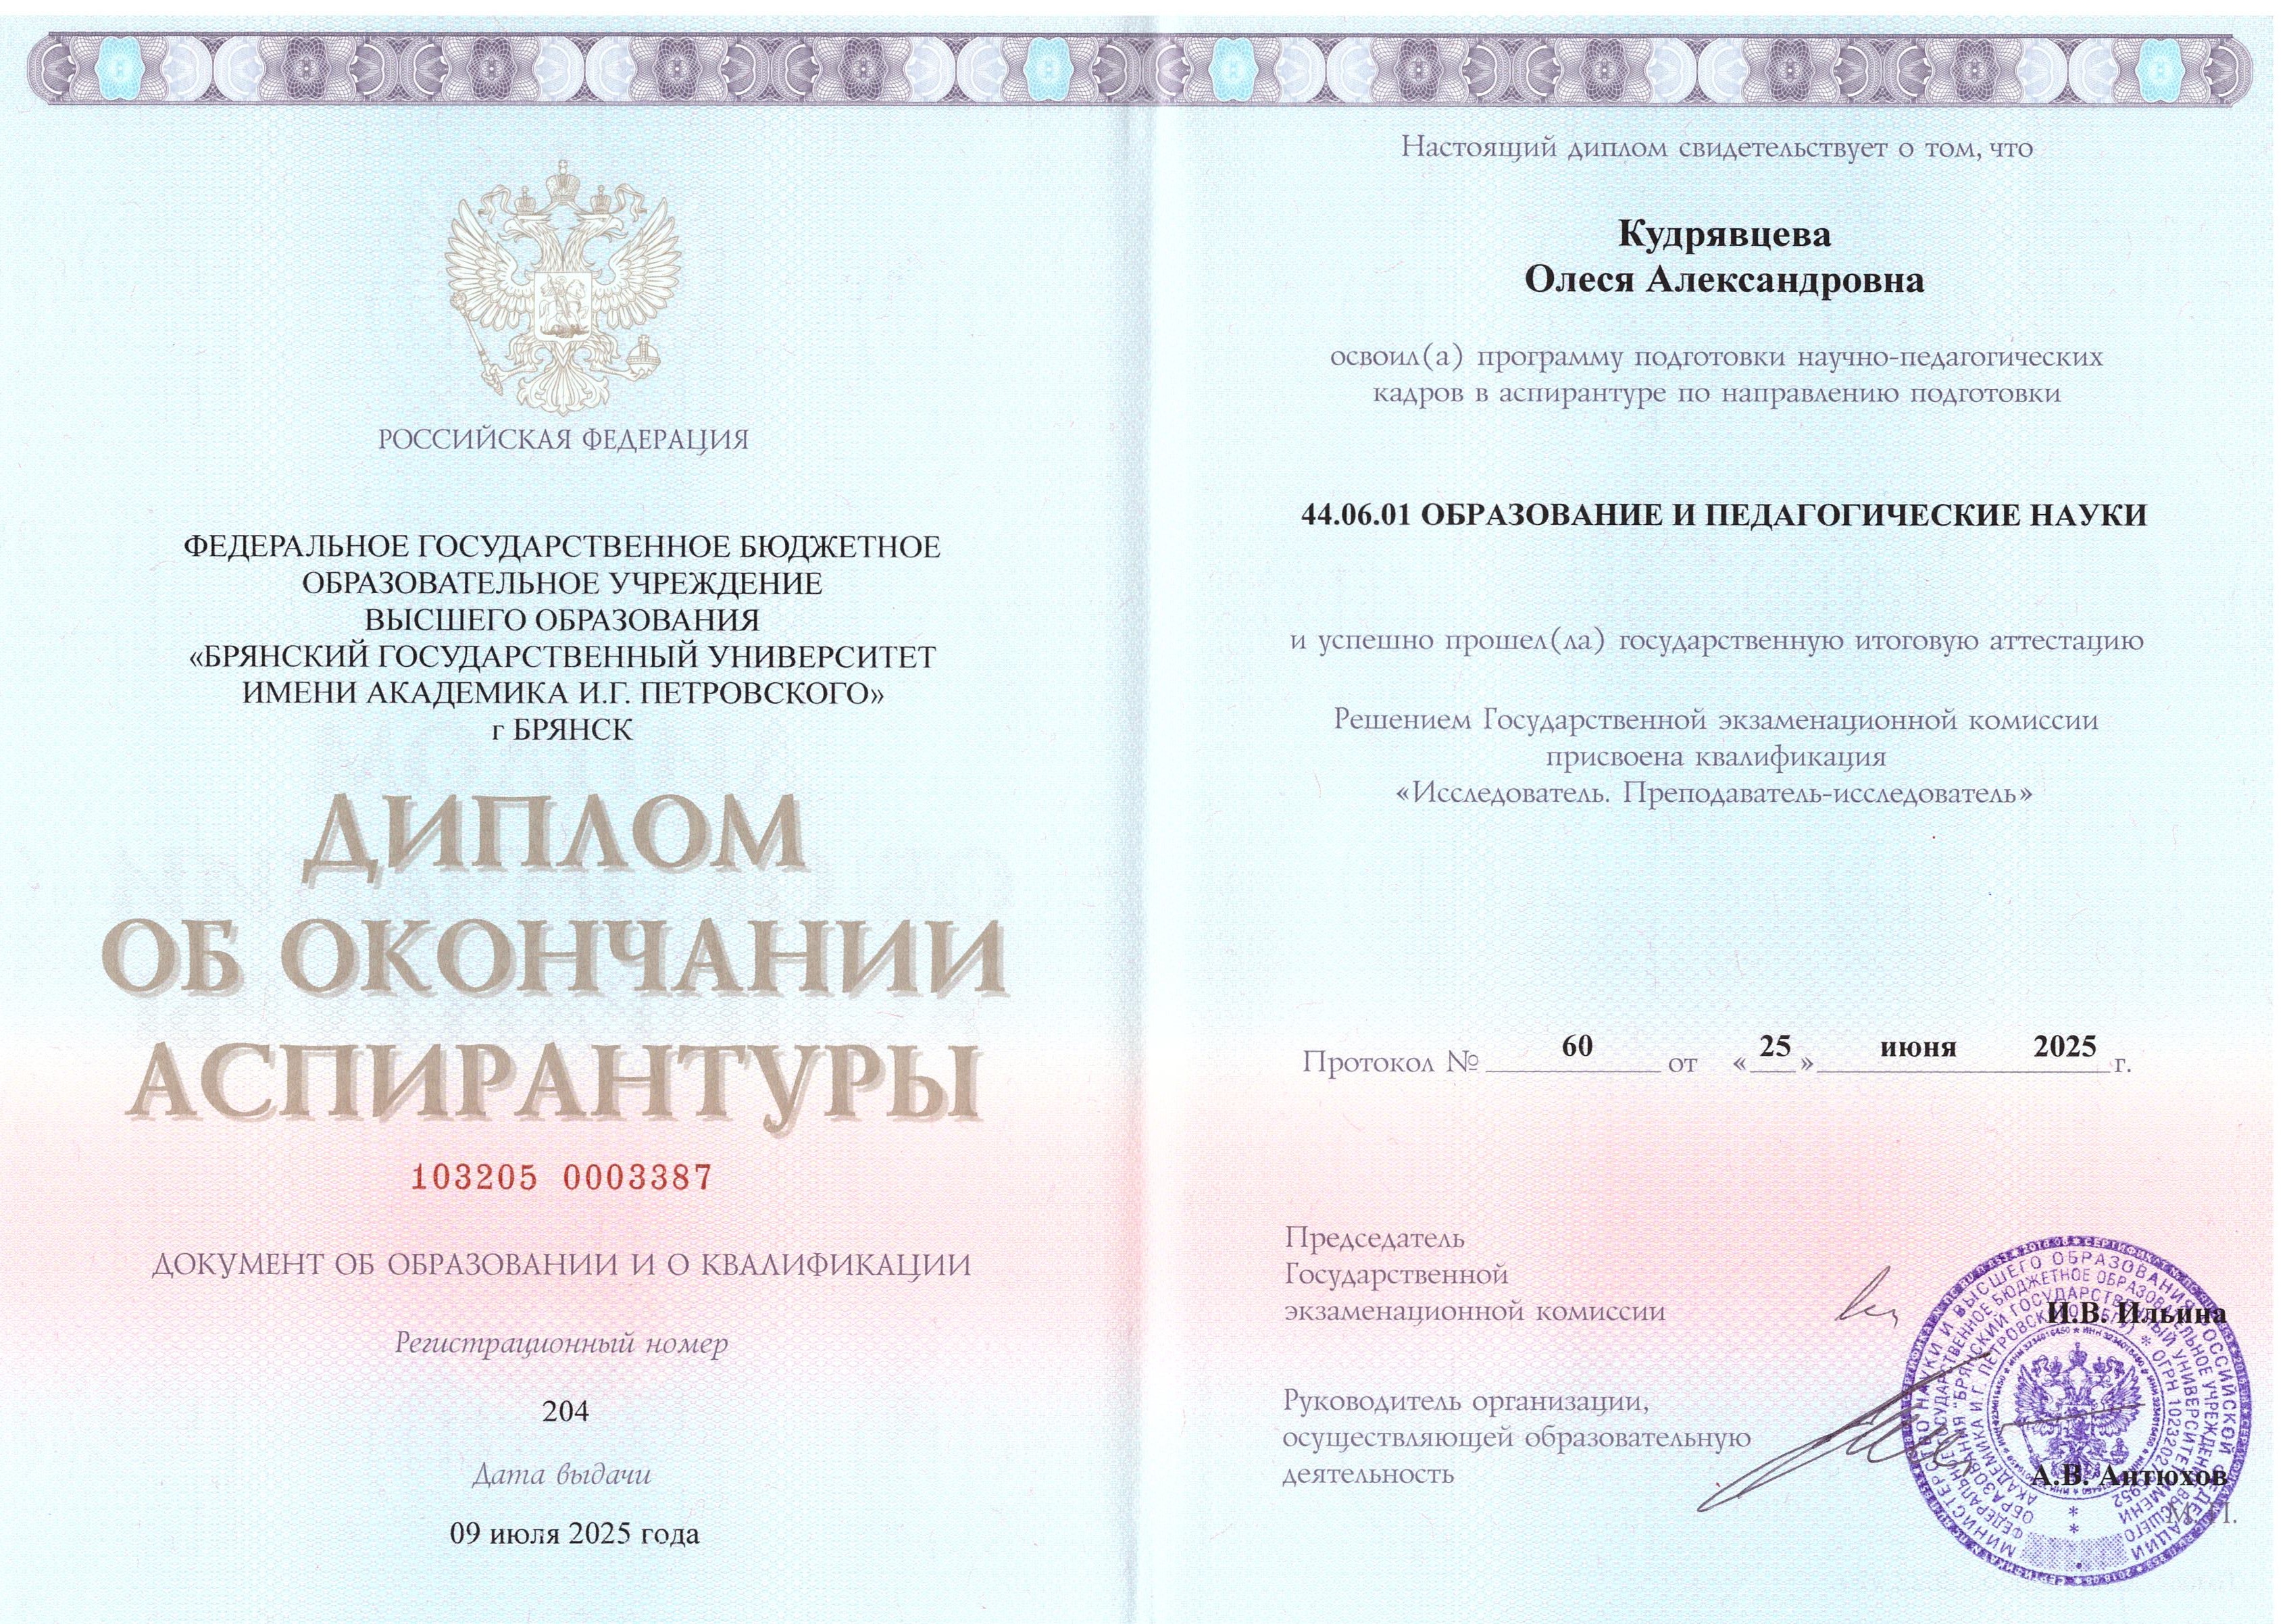 РОССИЙСКАЯ ФЕДЕРАЦИЯ
ФЕДЕРАЛЬНОЕ ГОСУДАРСТВЕННОЕ БЮДЖЕТНОЕ
ОБРАЗОВАТЕЛЬНОЕ УЧРЕЖДЕНИЕ
ВЫСШЕГО ОБРАЗОВАНИЯ
«БРЯНСКИЙ ГОСУДАРСТВЕННЫЙ УНИВЕРСИТЕТ
ИМЕНИ АКАДЕМИКА И.Г. ПЕТРОВСКОГО»
г БРЯНСК
ДИПЛОМ
ОБ ОКОНЧАНИИ
АСПИРАНТУРЫ
103205 0003387
ДОКУМЕНТ ОБ ОБРАЗОВАНИИ И О КВАЛИФИКАЦИИ
Регистрационный номер
204
Дата выдачи
09 июля 2025 года
Настоящий диплом свидетельствует о том, что
Кудрявцева
Олеся Александровна
освоил(а) программу подготовки научно-педагогических
кадров в аспирантуре по направлению подготовки
44.06.01 ОБРАЗОВАНИЕ И ПЕДАГОГИЧЕСКИЕ НАУКИ
и успешно прошел(ла) государственную итоговую аттестацию
Решением Государственной экзаменационной комиссии
присвоена квалификация
«Исследователь. Преподаватель-исследователь»
Протокол № 60 от «25» июня 2025 г.
Председатель
Государственной
экзаменационной комиссии
И.В. Ильина
Руководитель организации,
осуществляющей образовательную
деятельность
А.В. Антюхов
М.П.